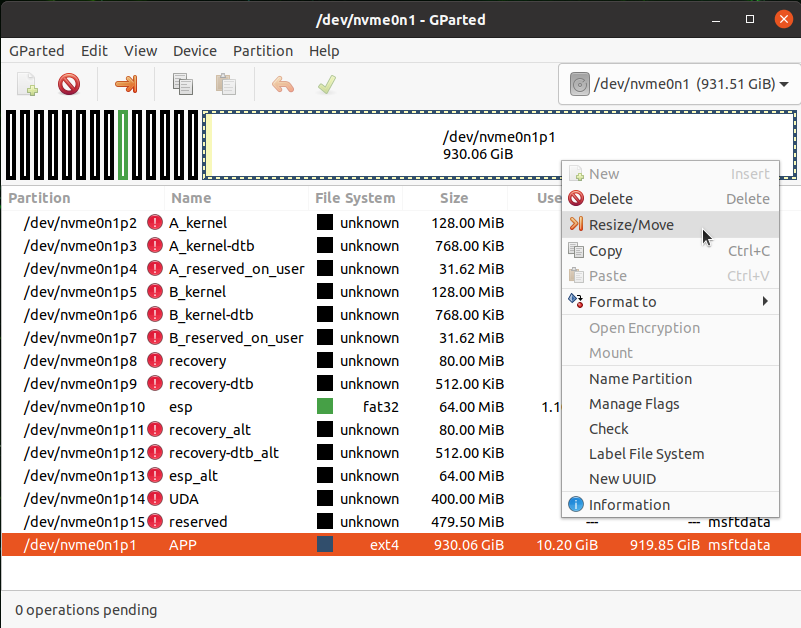 /dev/nvme0n1 - GParted
GParted Edit View Device Partition Help
/dev/nvme0n1 (931.51 GiB)
/dev/nvme0n1p1
930.06 GiB
Partition Name File System Size Use
/dev/nvme0n1p2 A_kernel unknown 128.00 MiB
/dev/nvme0n1p3 A_kernel-dtb unknown 768.00 KiB
/dev/nvme0n1p4 A_reserved_on_user unknown 31.62 MiB
/dev/nvme0n1p5 B_kernel unknown 128.00 MiB
/dev/nvme0n1p6 B_kernel-dtb unknown 768.00 KiB
/dev/nvme0n1p7 B_reserved_on_user unknown 31.62 MiB
/dev/nvme0n1p8 recovery unknown 80.00 MiB
/dev/nvme0n1p9 recovery-dtb unknown 512.00 KiB
/dev/nvme0n1p10 esp fat32 64.00 MiB 1.1
/dev/nvme0n1p11 recovery_alt unknown 80.00 MiB
/dev/nvme0n1p12 recovery-dtb_alt unknown 512.00 KiB
/dev/nvme0n1p13 esp_alt unknown 64.00 MiB
/dev/nvme0n1p14 UDA unknown 400.00 MiB
/dev/nvme0n1p15 reserved unknown 479.50 MiB --- --- msftdata
/dev/nvme0n1p1 APP ext4 930.06 GiB 10.20 GiB 919.85 GiB msftdata
New Insert
Delete Delete
Resize/Move
Copy Ctrl+C
Paste Ctrl+V
Format to
Open Encryption
Mount
Name Partition
Manage Flags
Check
Label File System
New UUID
Information
0 operations pending